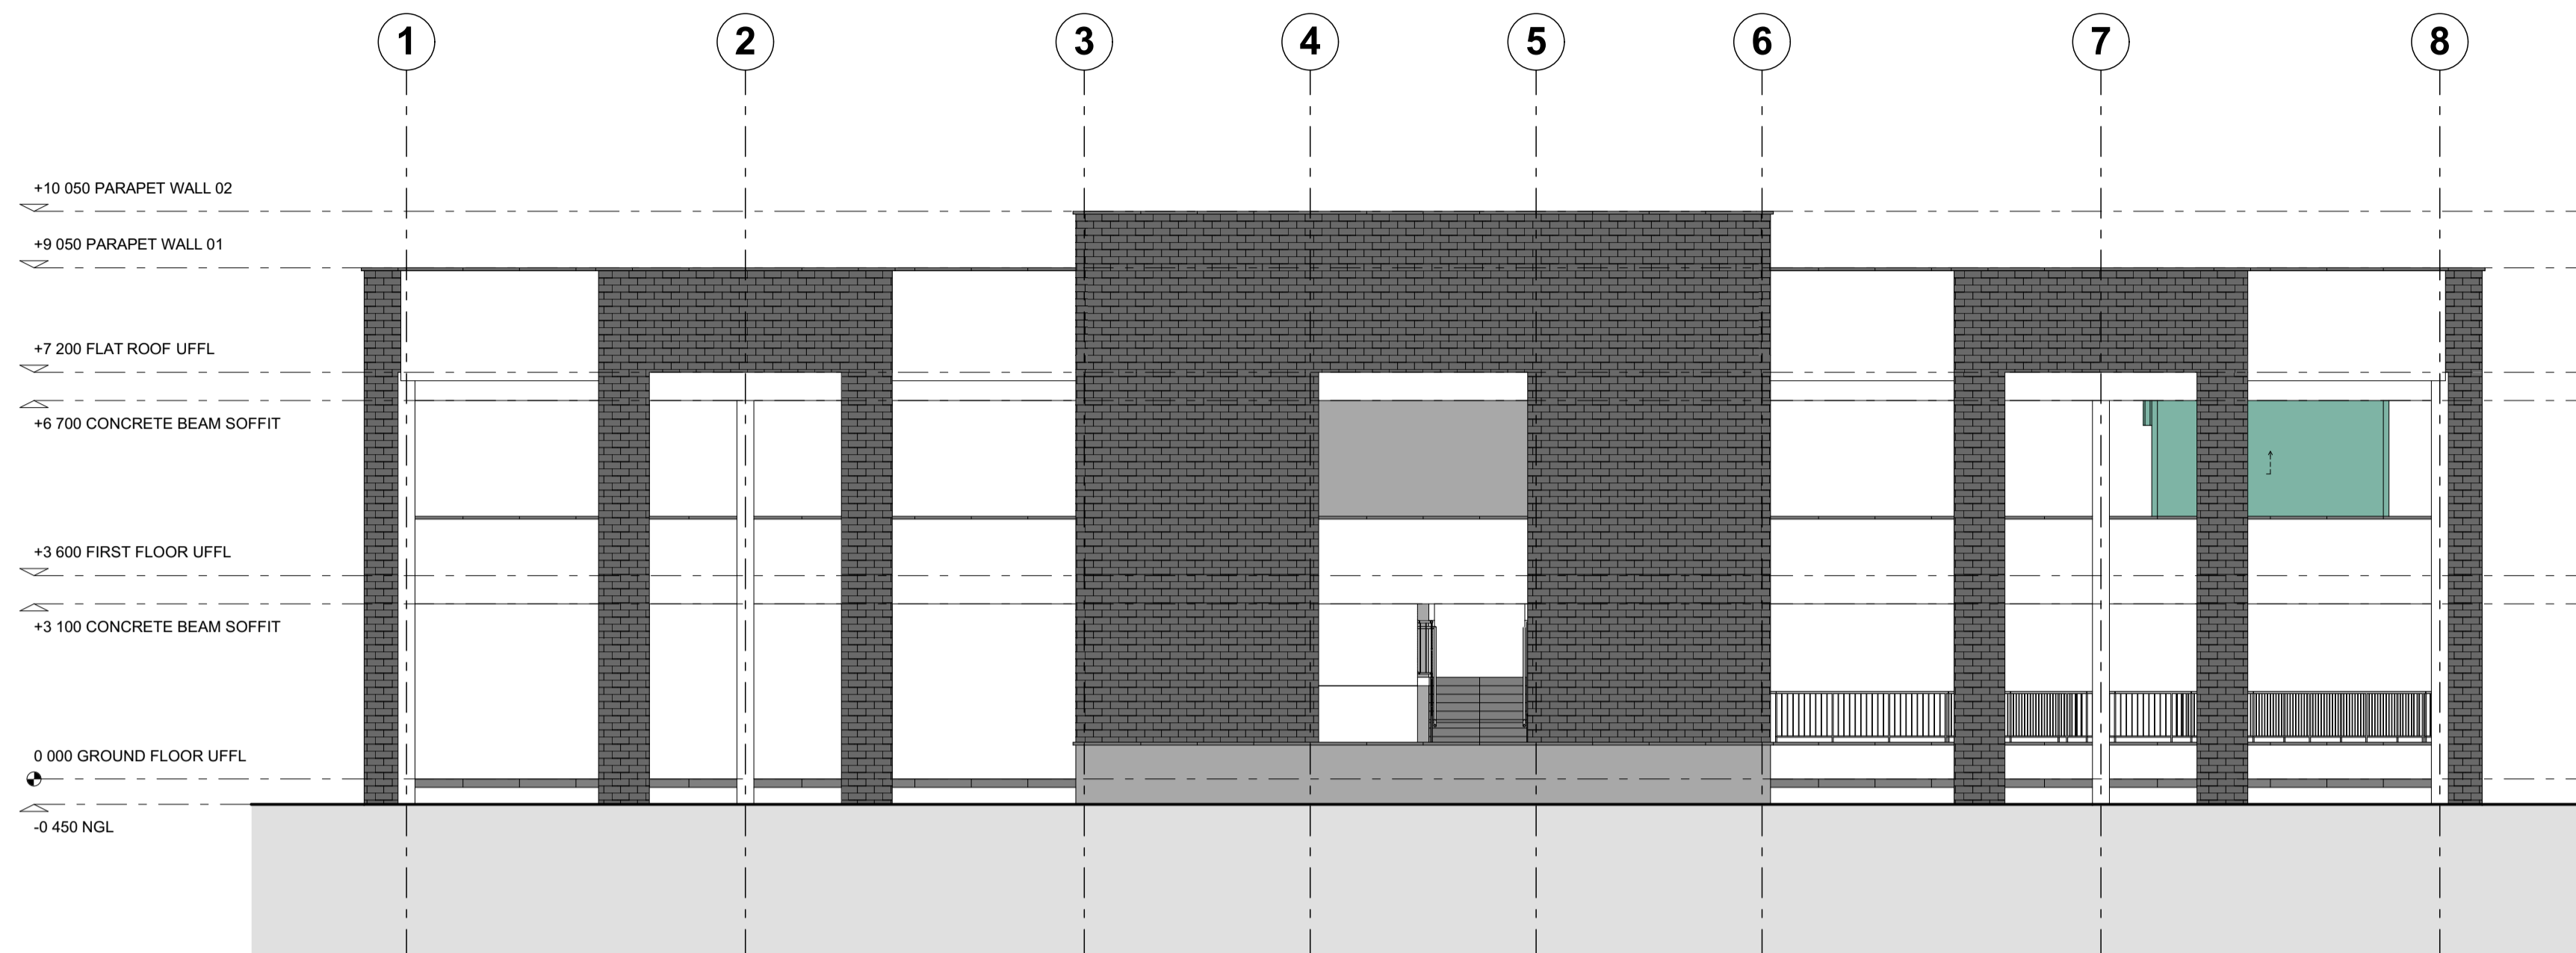 1 2 3 4 5 6 7 8
+10 050 PARAPET WALL 02
+9 050 PARAPET WALL 01
+7 200 FLAT ROOF UFFL
+6 700 CONCRETE BEAM SOFFIT
+3 600 FIRST FLOOR UFFL
+3 100 CONCRETE BEAM SOFFIT
0 000 GROUND FLOOR UFFL
-0 450 NGL